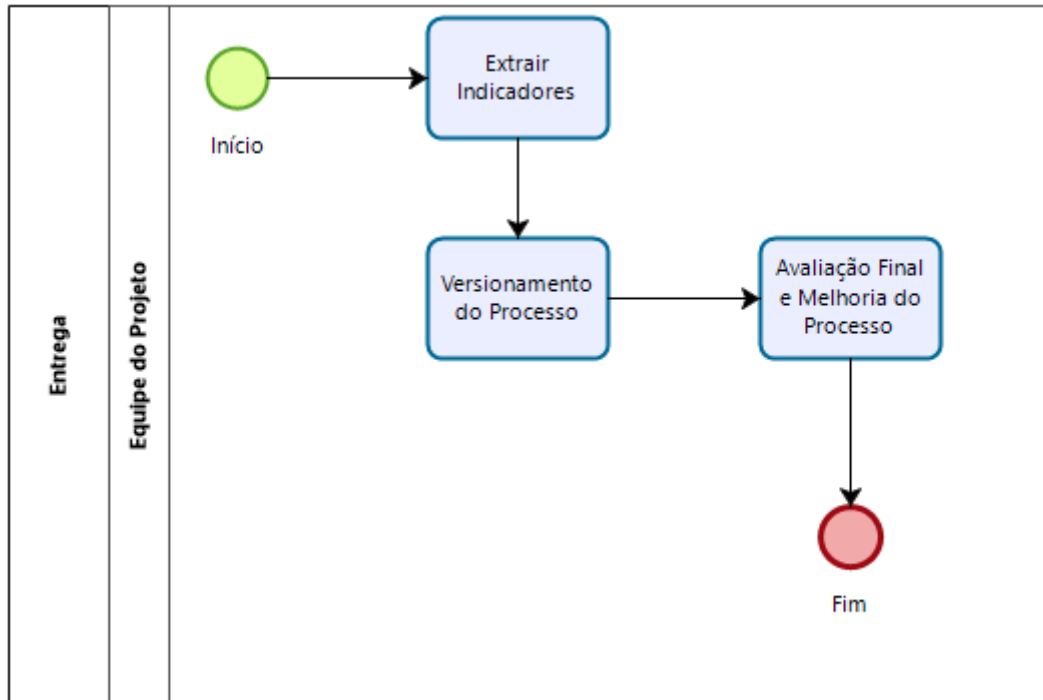 Entrega
Equipe do Projeto
Início
Extrair
Indicadores
Versionamento
do Processo
Avaliação Final
e Melhoria do
Processo
Fim